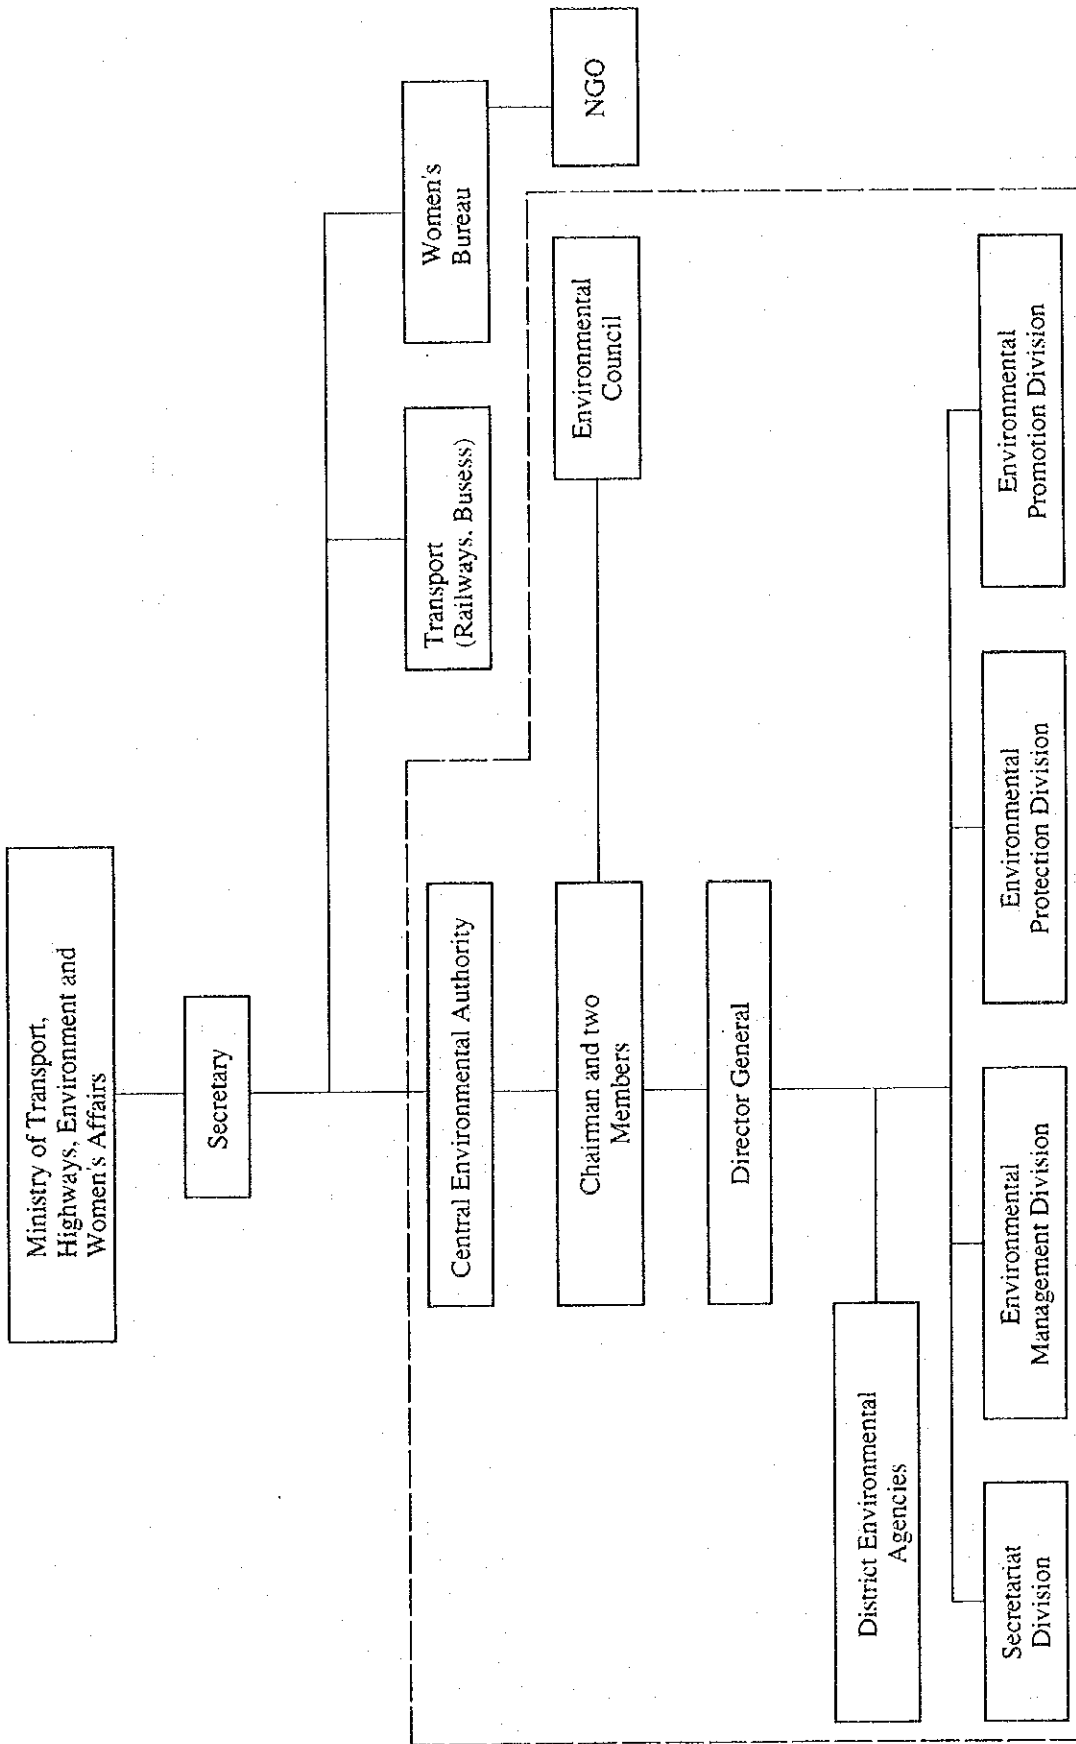 Ministry of Transport,
Highways, Environment and
Women's Affairs
Secretary
Central Environmental Authority
Transport
(Railways. Busess)
Women's
Bureau
Chairman and two
Members
Environmental
Council
NGO
Director General
District Environmental
Agencies
Secretariat
Division
Environmental
Management Division
Environmental
Protection Division
Environmental
Promotion Division